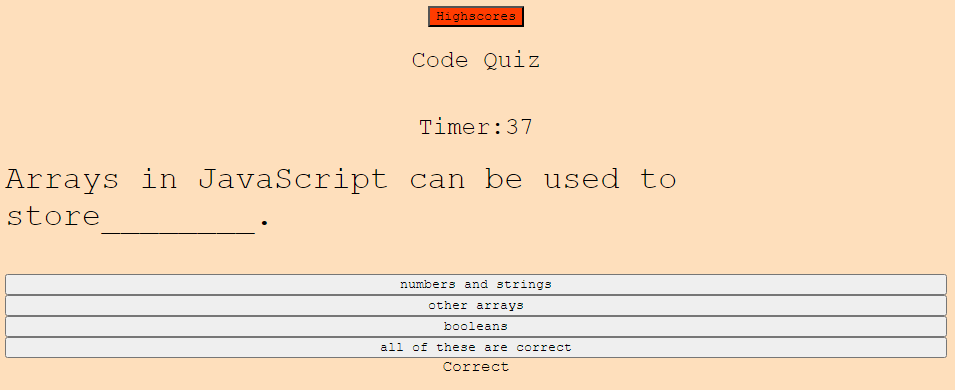 Highscores
Code Quiz
Timer:37
Arrays in JavaScript can be used to
store________.
numbers and strings
other arrays
booleans
all of these are correct
Correct